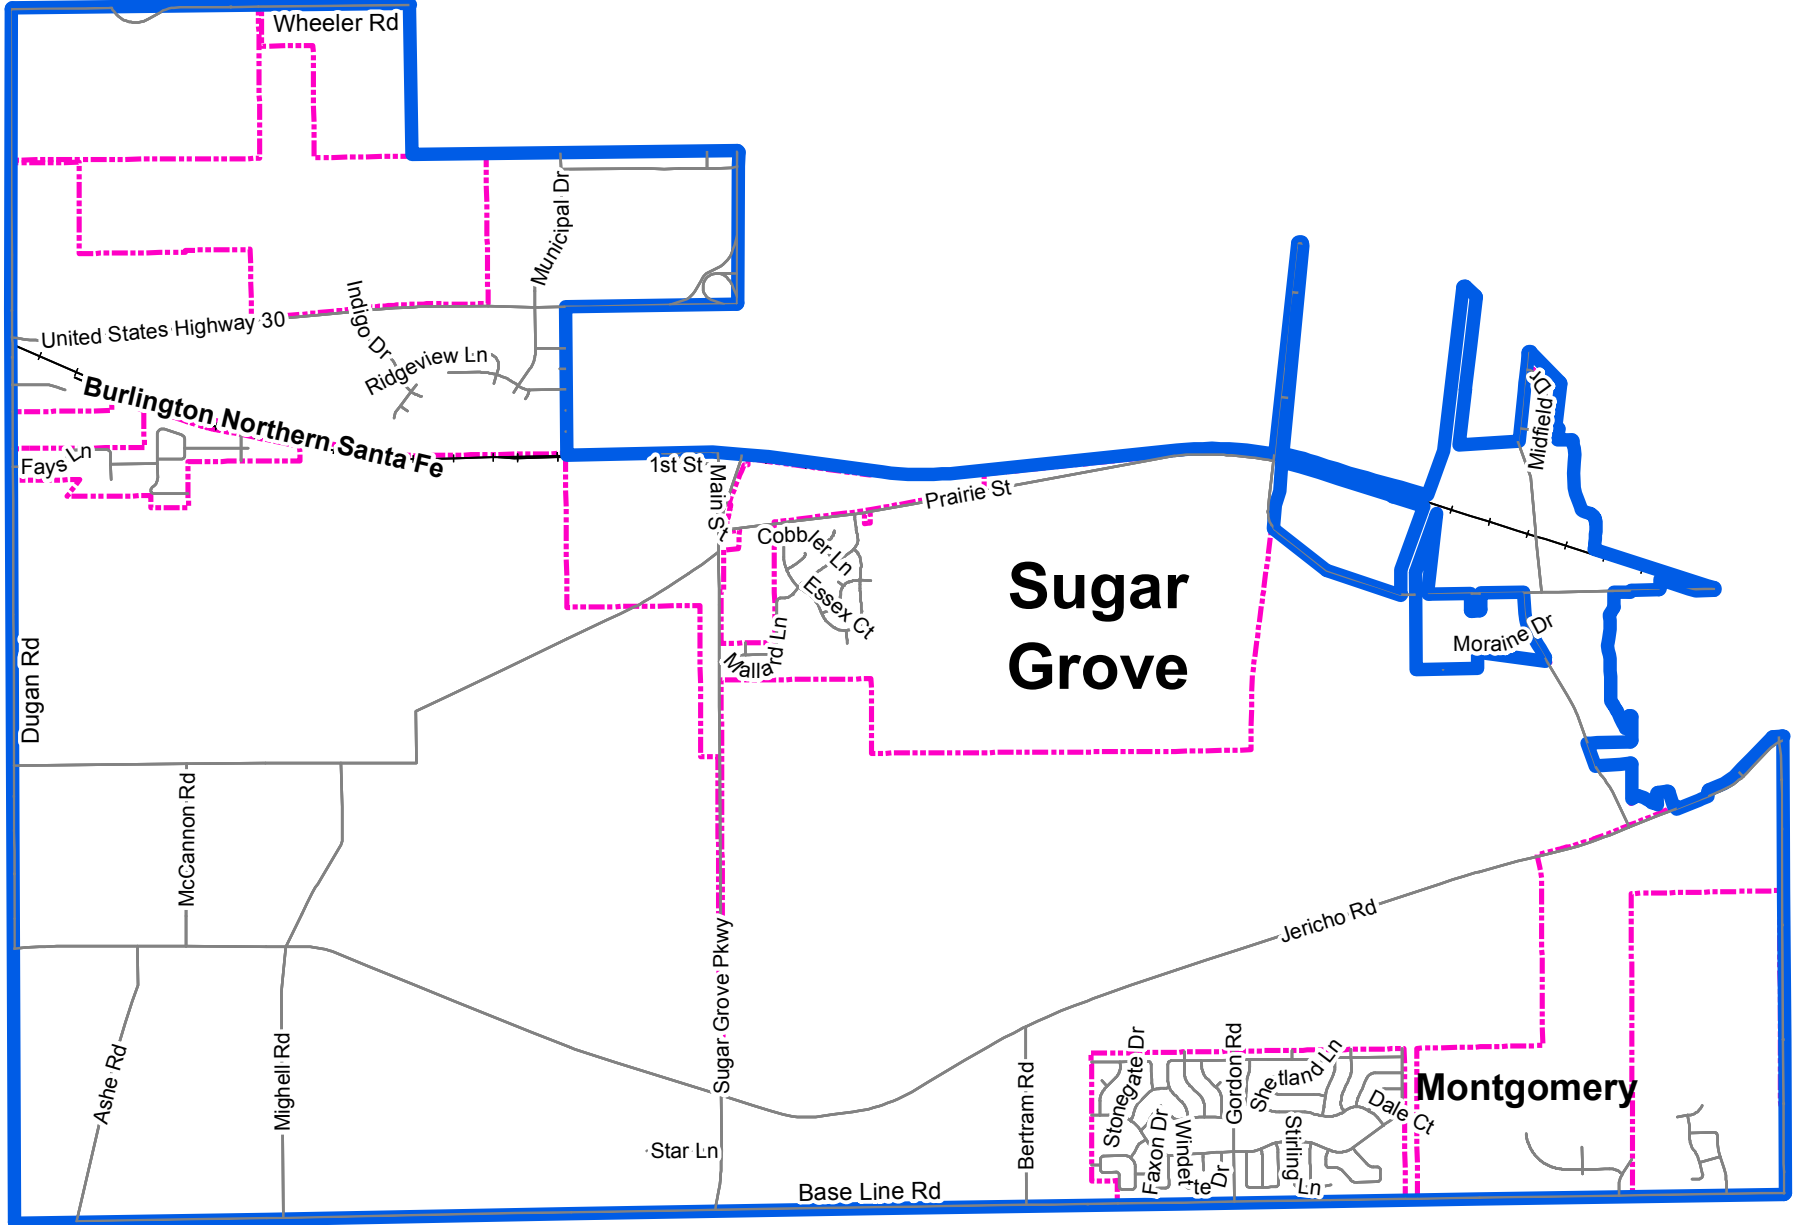 Wheeler Rd
Municipal Dr
Indigo Dr
United States Highway 30
Ridgeview Ln
Burlington Northern Santa Fe
Fays Ln
1st St
Main St
Prairie St
Midfield Dr
Cobbler Ln
Essex Ct
Sugar
Grove
Moraine Dr
Mallard Ln
Dugan Rd
McCannon Rd
Jericho Rd
Sugar Grove Pkwy
Ashe Rd
Mighell Rd
Bertram Rd
Stonegate Dr
Gordon Rd
Shetland Ln
Montgomery
Dale Ct
Faxon Dr
Windette Dr
Stirling Ln
Star Ln
Base Line Rd